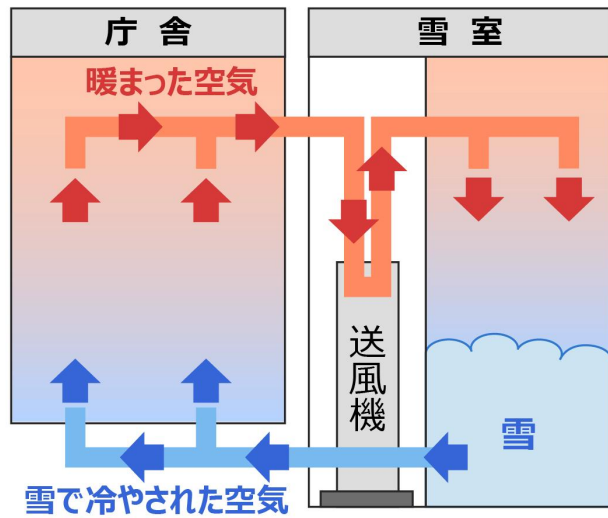 庁舎
雪室
暖まった空気
送風機
雪
雪で冷やされた空気